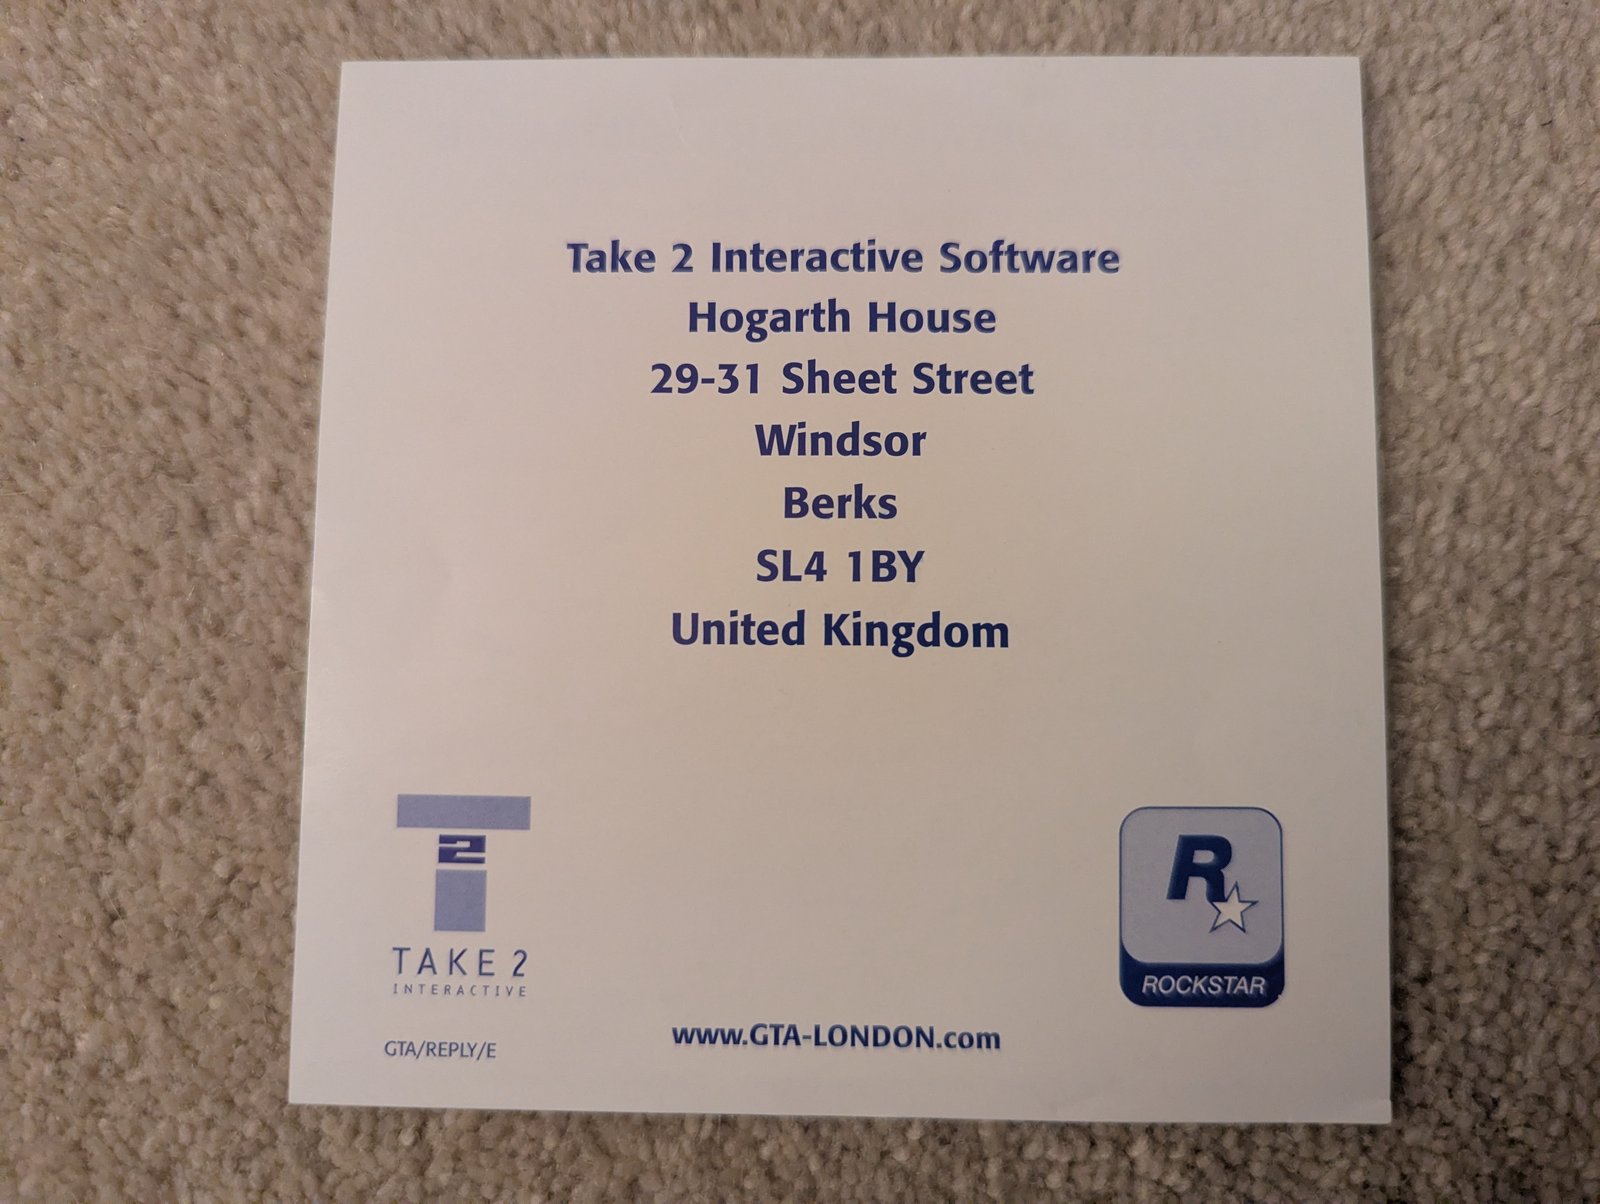 Take 2 Interactive Software
Hogarth House
29-31 Sheet Street
Windsor
Berks
SL4 1BY
United Kingdom
T
2
TAKE 2
INTERACTIVE
GTA/REPLY/E
www.GTA-LONDON.com
R
ROCKSTAR